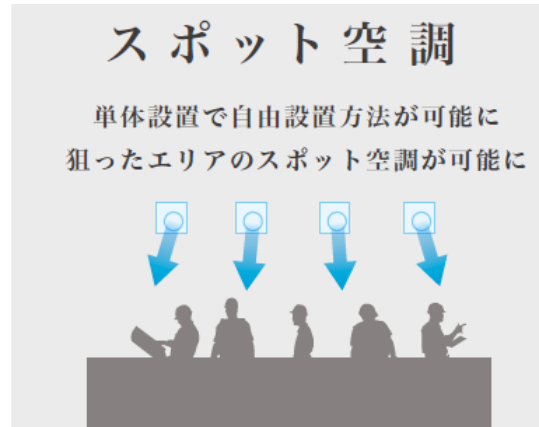 スポット空調
単体設置で自由設置方法が可能に
狙ったエリアのスポット空調が可能に